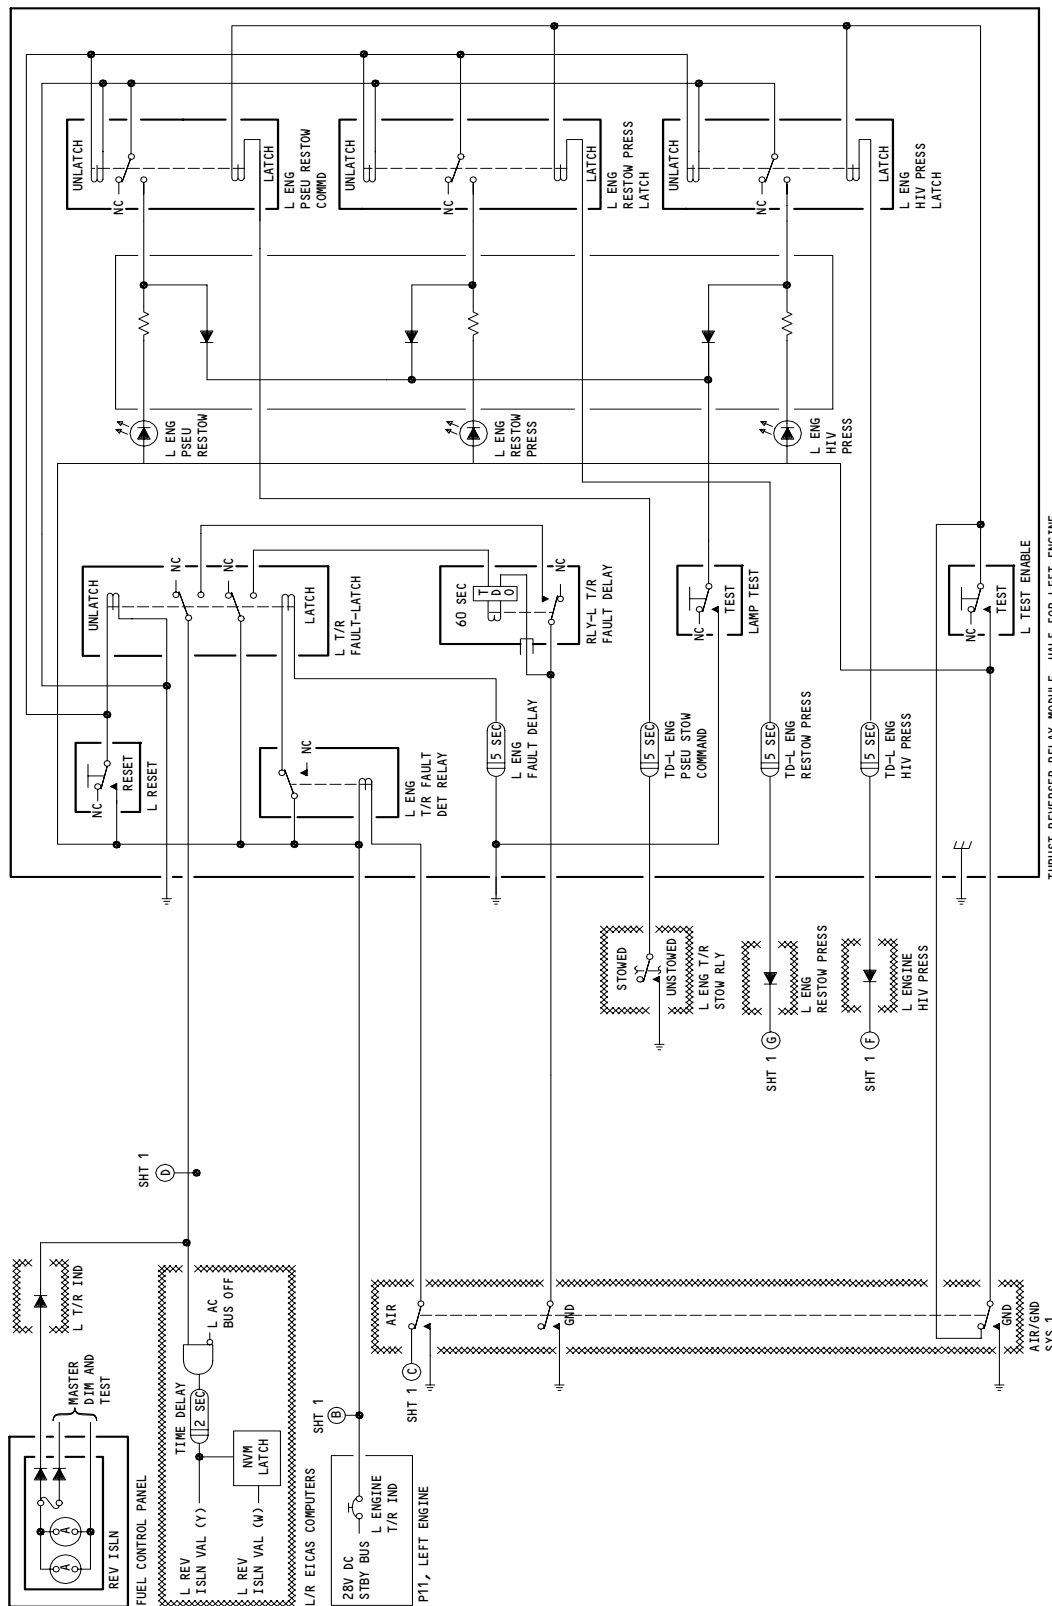 REV ISLN
FUEL CONTROL PANEL
A
A
MASTER
DIM AND
TEST
L T/R IND
L REV
ISLN VAL (Y)
L REV
ISLN VAL (W)
NVM
LATCH
TIME DELAY
2 SEC
L AC
BUS OFF
L/R EICAS COMPUTERS
28V DC
STBY BUS
L ENGINE
T/R IND
P11, LEFT ENGINE
SHT 1
B
SHT 1
C
SHT 1
D
AIR
GND
GND
AIR/GND
SYS 1
STOWED
UNSTOWED
L ENG T/R
STOW RLY
SHT 1
G
L ENG
RESTOW PRESS
SHT 1
F
L ENGINE
HIV PRESS
NC
RESET
L RESET
NC
L ENG
T/R FAULT
DET RELAY
5 SEC
L ENG
FAULT DELAY
5 SEC
TD-L ENG
PSEU STOW
COMMAND
5 SEC
TD-L ENG
RESTOW PRESS
5 SEC
TD-L ENG
HIV PRESS
UNLATCH
NC
NC
LATCH
L T/R
FAULT-LATCH
60 SEC
T
D
O
NC
RLY-L T/R
FAULT DELAY
NC
TEST
LAMP TEST
NC
TEST
L TEST ENABLE
L ENG
PSEU
RESTOW
L ENG
RESTOW
PRESS
L ENG
HIV
PRESS
UNLATCH
NC
LATCH
L ENG
PSEU RESTOW
COMMD
UNLATCH
NC
LATCH
L ENG
RESTOW PRESS
LATCH
UNLATCH
NC
LATCH
L ENG
HIV PRESS
LATCH
THRUST REVERSER RELAY MODULE, HALF FOR LEFT ENGINE